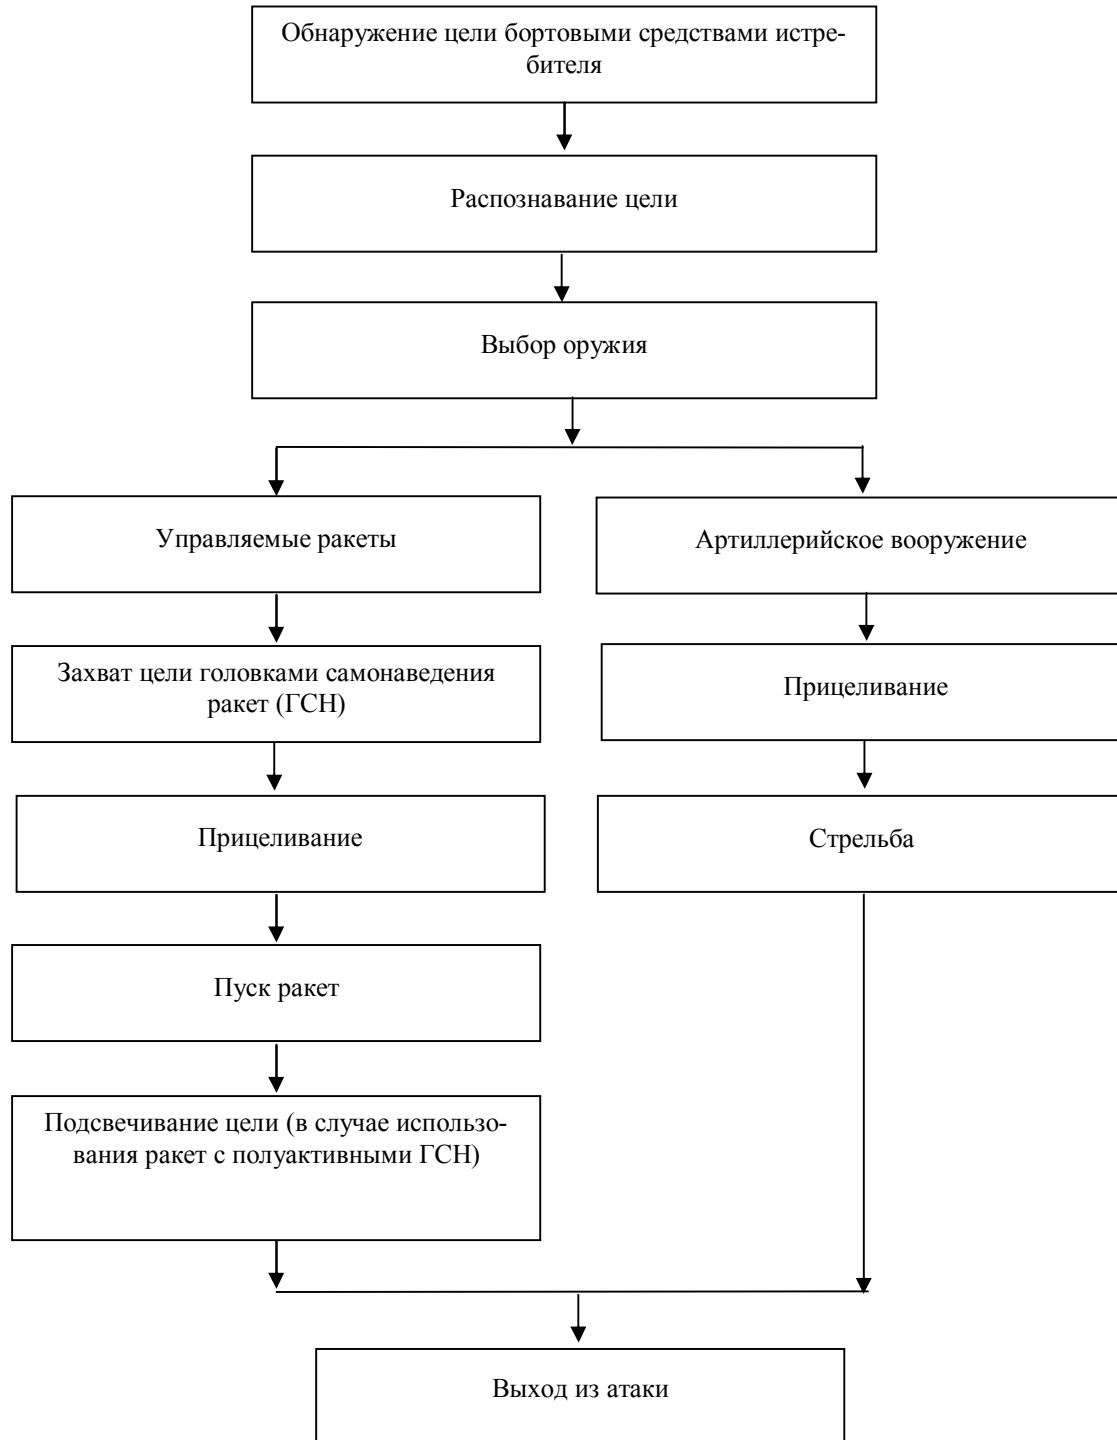 Обнаружение цели бортовыми средствами истре-
бителя
Распознавание цели
Выбор оружия
Управляемые ракеты
Артиллерийское вооружение
Захват цели головками самонаведения
ракет (ГСН)
Прицеливание
Прицеливание
Стрельба
Пуск ракет
Подсвечивание цели (в случае использо-
вания ракет с полуактивными ГСН)
Выход из атаки